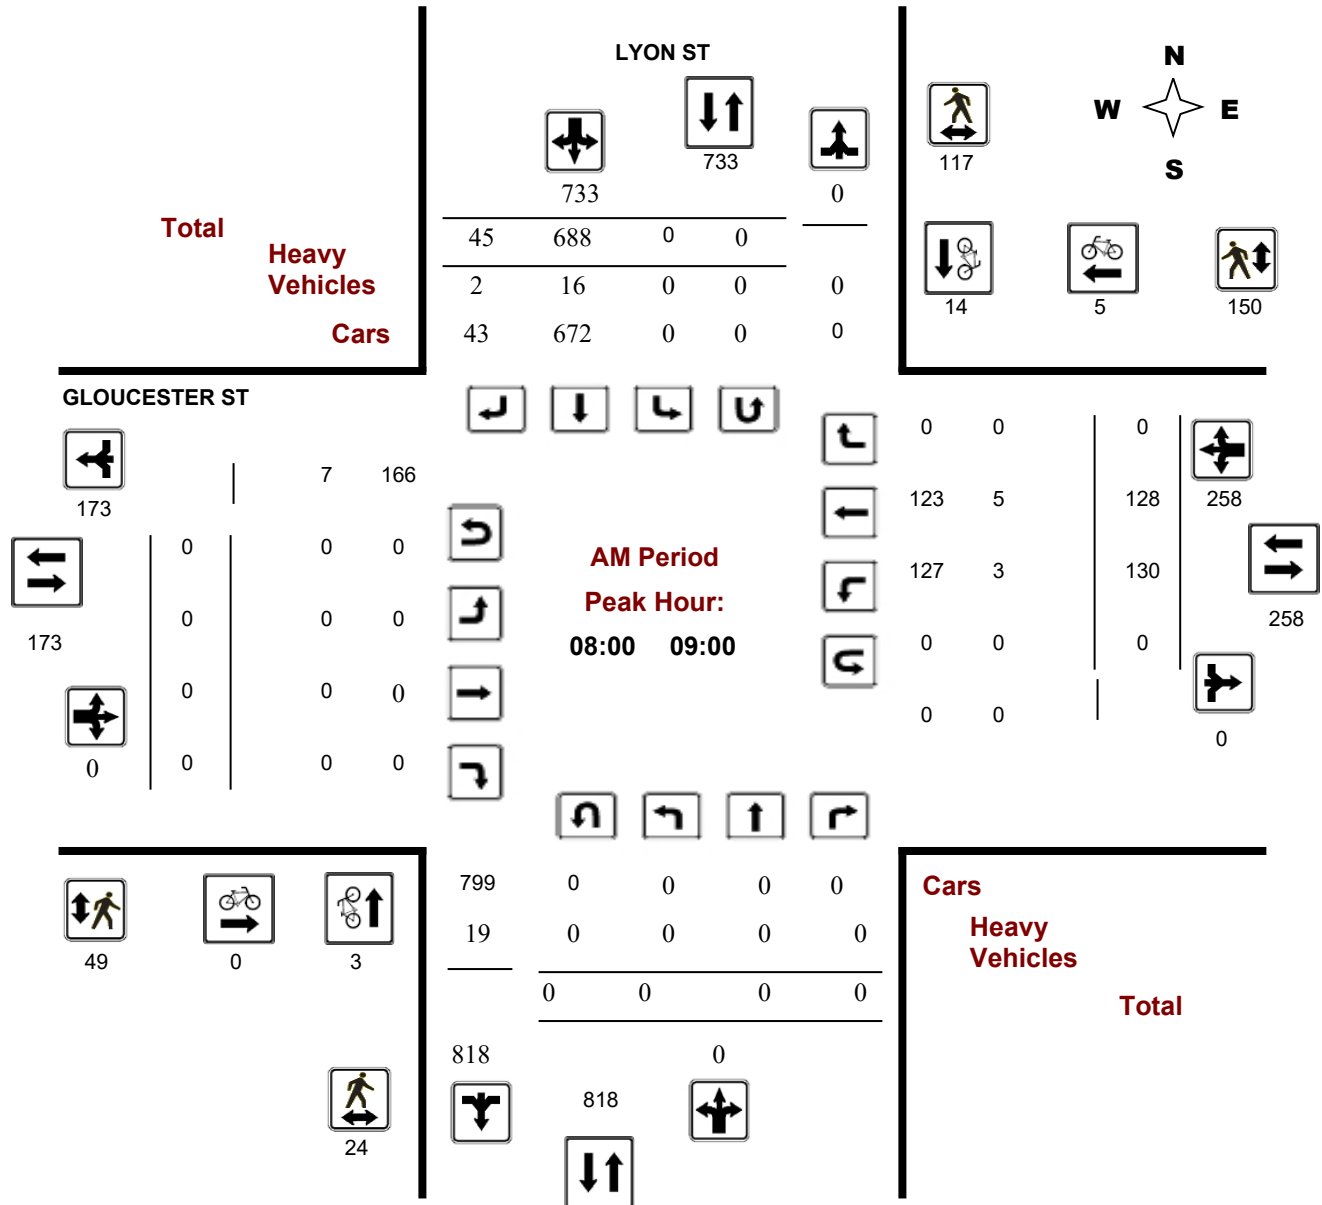 LYON ST
N
W E
S
733
733
0
117
Total
45 688 0 0
Heavy
Vehicles
2 16 0 0 0
Cars
43 672 0 0 0
14 5 150
GLOUCESTER ST
0 0 0
7 166
173
123 5 128 258
0 0 0
AM Period
127 3 130
Peak Hour:
0 0 0
258
173
08:00 09:00
0 0 0
0 0 0
0 0
0
0 0 0
0
799 0 0 0 0
Cars
19 0 0 0 0
Heavy
Vehicles
49 0 3
0 0 0 0
Total
818 0
818
24